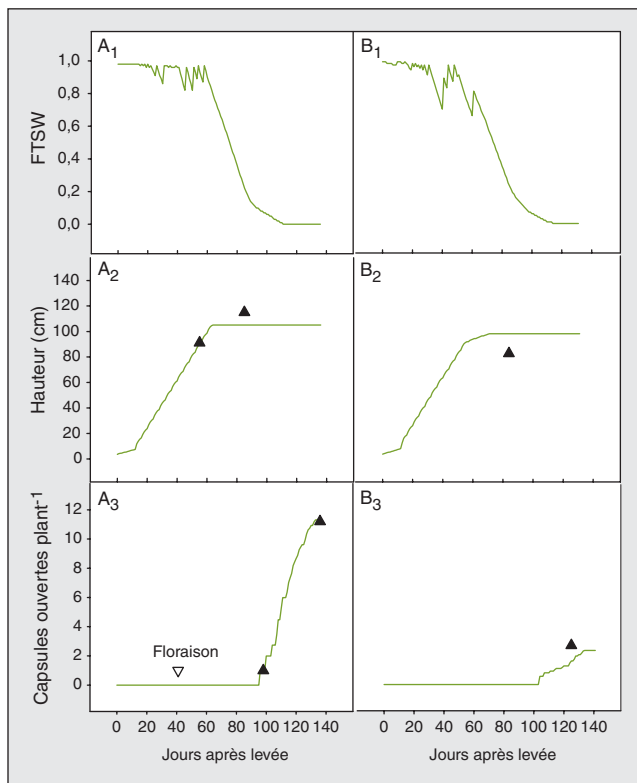 A1
B1
FTSW
1,0
0,8
0,6
0,4
0,2
0,0
A2
B2
Hauteur (cm)
140
120
100
80
60
40
20
0
A3
B3
Capsules ouvertes plant-1
12
10
8
6
4
2
0
Floraison
0 20 40 60 80 100 120 140
0 20 40 60 80 100 120 140
Jours après levée
Jours après levée